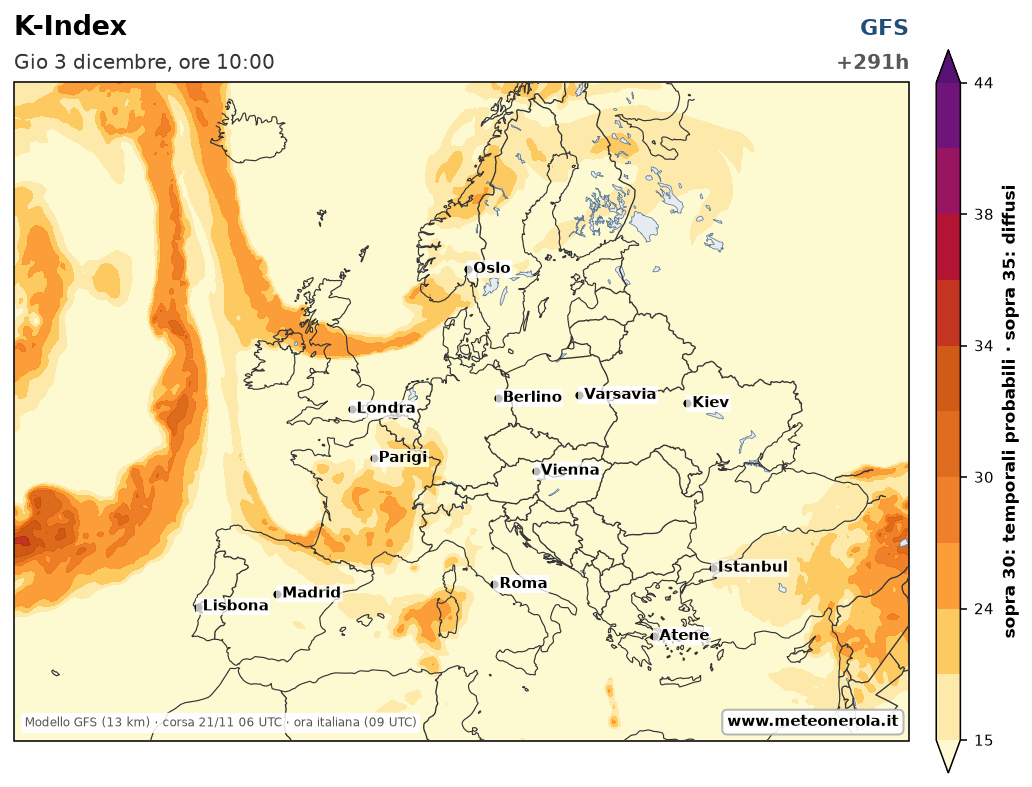 K-Index
GFS
Gio 3 dicembre, ore 10:00
+291h
Oslo
Berlino
Varsavia
Londra
Kiev
Parigi
Vienna
Istanbul
Roma
Madrid
Lisbona
Atene
Modello GFS (13 km) · corsa 21/11 06 UTC · ora italiana (09 UTC)
www.meteonerola.it
44
38
34
30
24
15
sopra 30: temporali probabili · sopra 35: diffusi